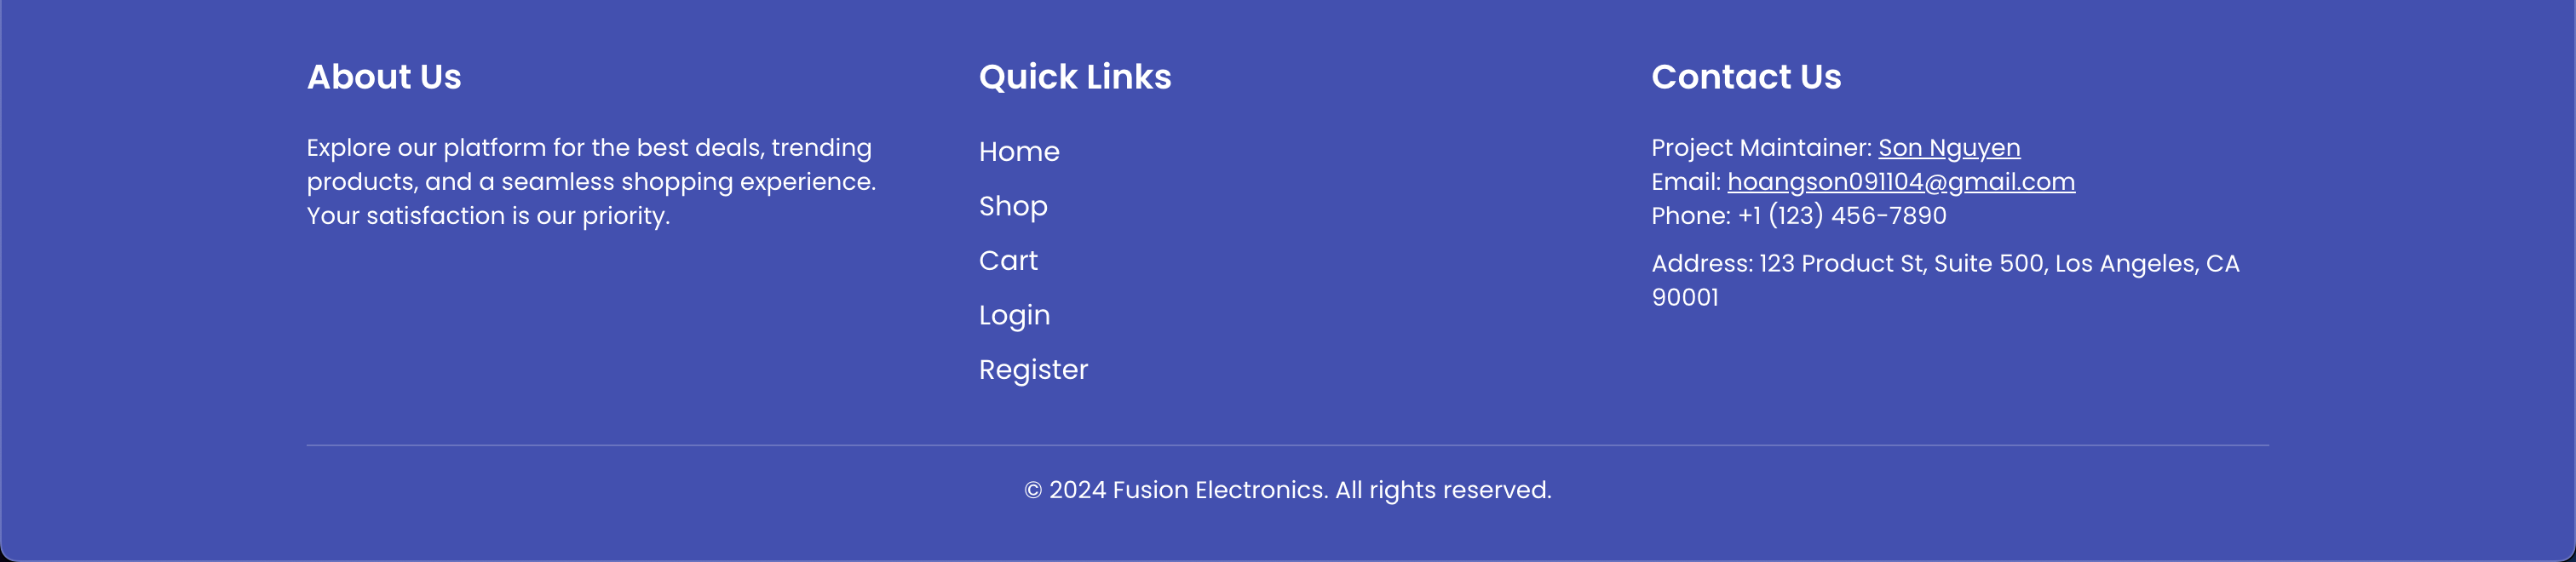 About Us
Explore our platform for the best deals, trending
products, and a seamless shopping experience.
Your satisfaction is our priority.
Quick Links
Home
Shop
Cart
Login
Register
Contact Us
Project Maintainer: Son Nguyen
Email: hoangson091104@gmail.com
Phone: +1 (123) 456-7890
Address: 123 Product St, Suite 500, Los Angeles, CA
90001
© 2024 Fusion Electronics. All rights reserved.